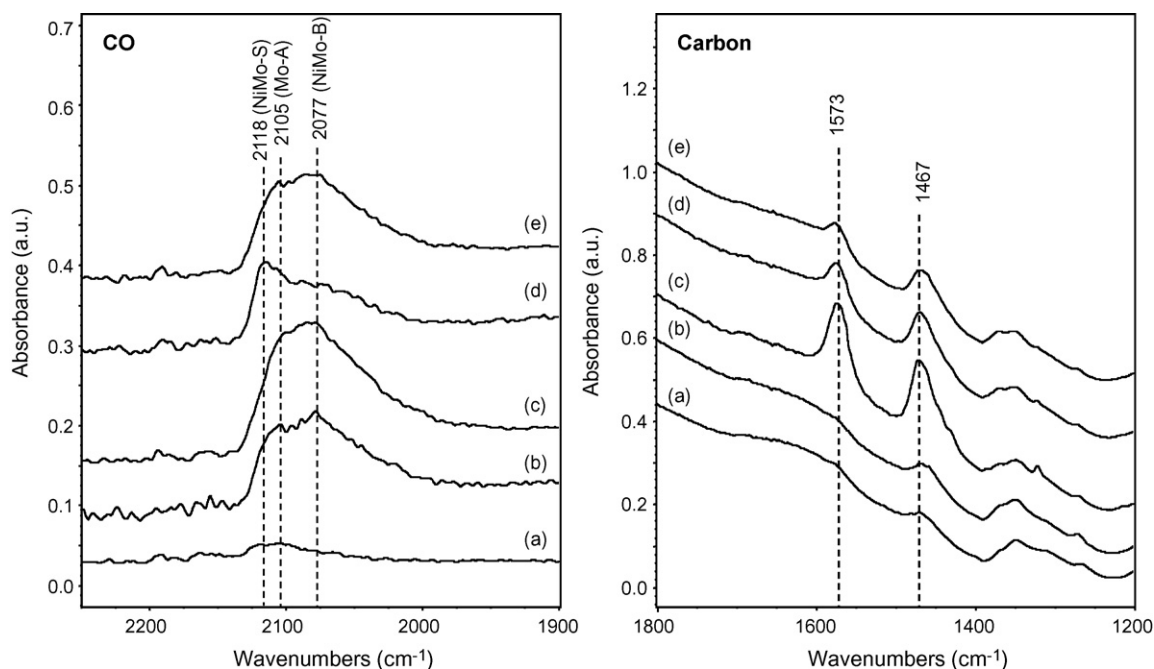 CO
0.7
0.6
0.5
0.4
0.3
0.2
0.1
0.0
Absorbance (a.u.)
2118 (NiMo-S)
2105 (Mo-A)
2077 (NiMo-B)
(e)
(d)
(c)
(b)
(a)
2200
2100
2000
1900
Wavenumbers (cm⁻¹)
Carbon
1.2
1.0
0.8
0.6
0.4
0.2
0.0
Absorbance (a.u.)
1573
1467
(e)
(d)
(c)
(b)
(a)
1800
1600
1400
1200
Wavenumbers (cm⁻¹)